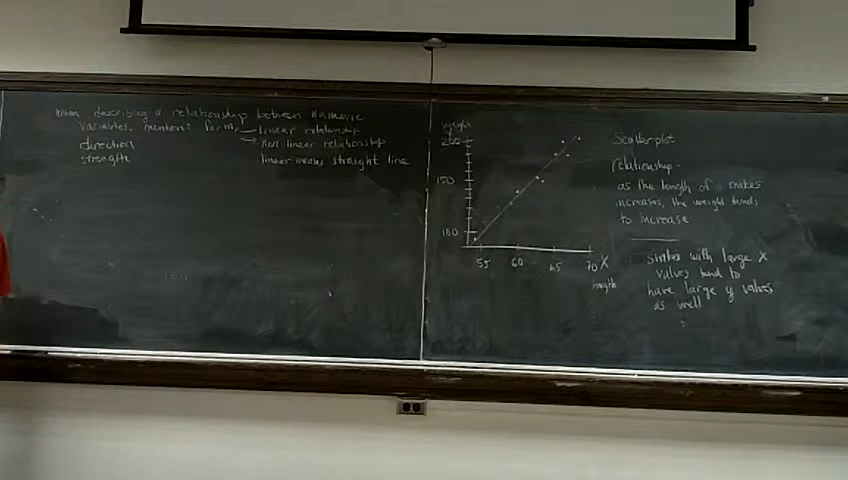 when describing a relationship between numeric
variables, mention: form, linear relationship
direction non linear relationship
strength linear means straight line
weight
200
150
100
55 60 65 70 X
length
Scatterplot
relationship -
as the length of snakes
increases, the weight tends
to increase
snakes with large X
values tend to
have large y values
as well